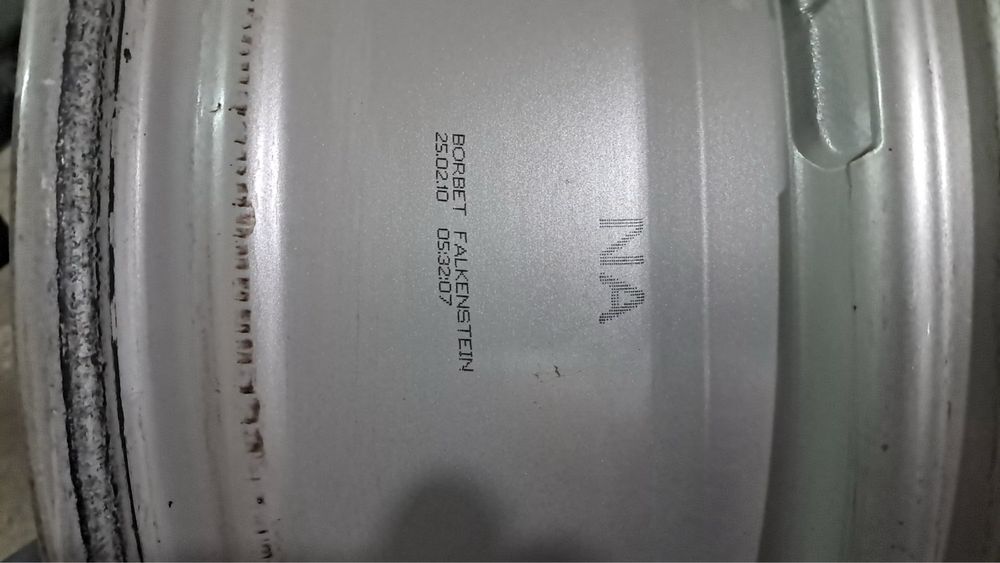 BORBET FALKENSTEIN
25.02.10 05:32:07
NA